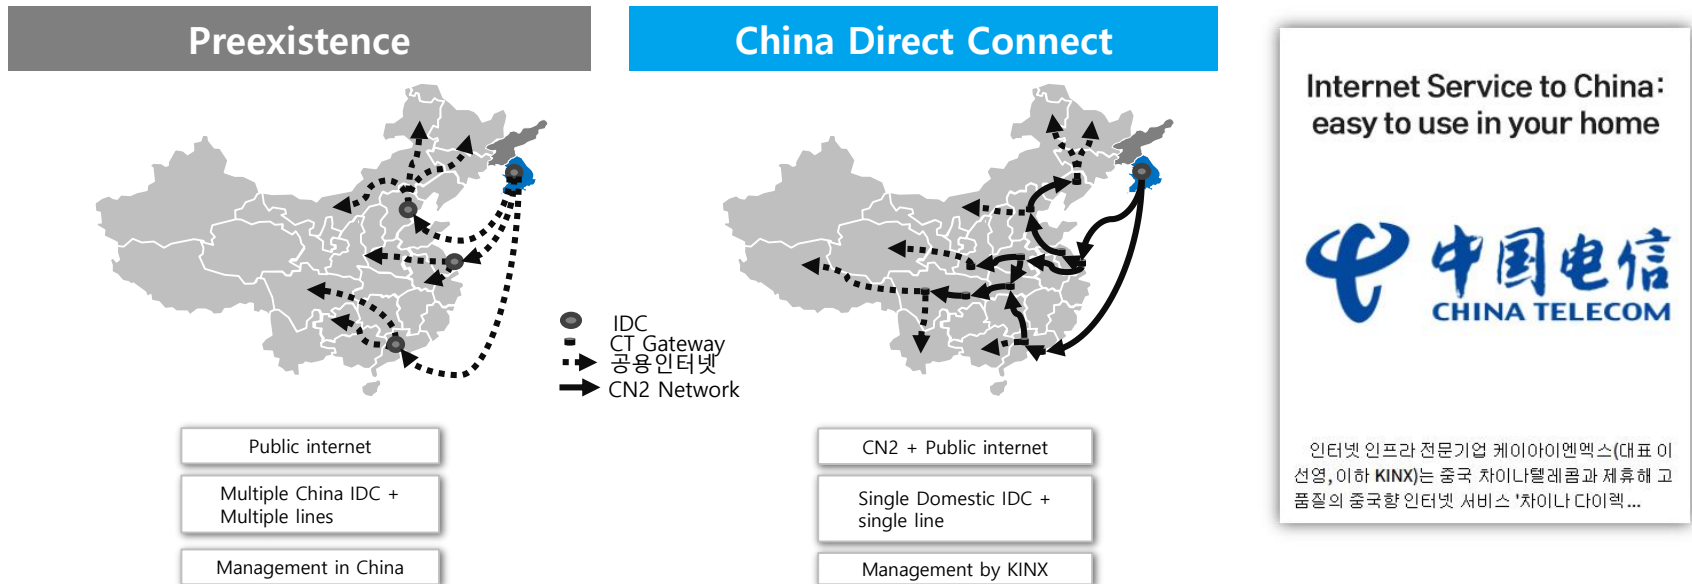 Preexistence
China Direct Connect
IDC
CT Gateway
공용인터넷
CN2 Network
Public internet
Multiple China IDC +
Multiple lines
Management in China
CN2 + Public internet
Single Domestic IDC +
single line
Management by KINX
Internet Service to China:
easy to use in your home
中国电信
CHINA TELECOM
인터넷 인프라 전문기업 케이아이엔엑스(대표 이
선영, 이하 KINX)는 중국 차이나텔레콤과 제휴해 고
품질의 중국향 인터넷 서비스 '차이나 다이렉...